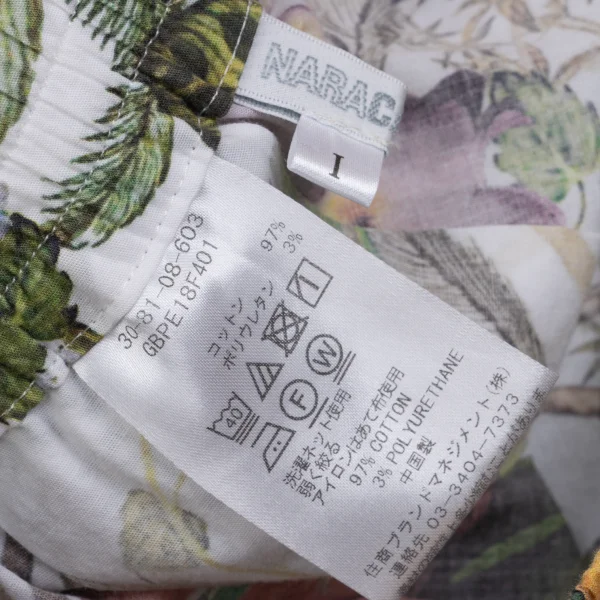 NARAC
I
30-81-08-603
GBPE18F401
コットン 97%
ポリウレタン 3%
40
F
W
洗濯ネット使用
弱く絞る
アイロンはあて布使用
97% COTTON
3% POLYURETHANE
中国製
住商ブランドマネジメント(株)
連絡先 03-3404-7373